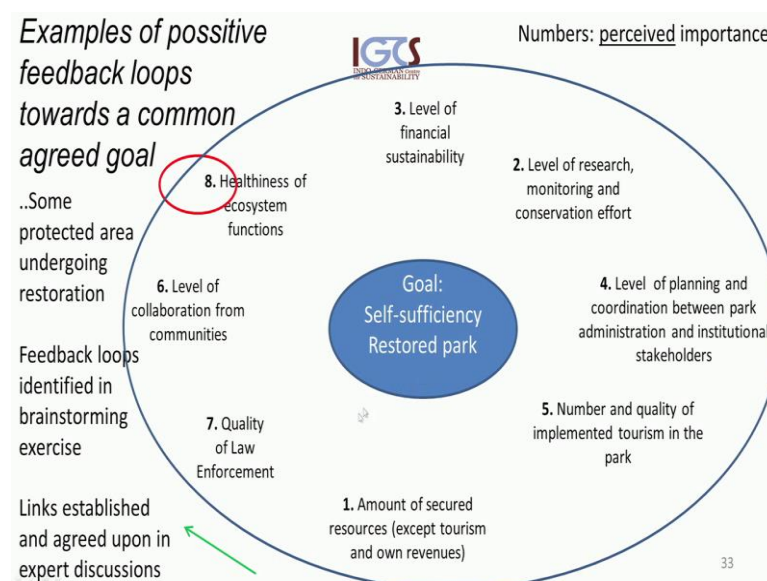 Examples of possitive
feedback loops
towards a common
agreed goal
IGCS
INDO-GERMAN Centre
for SUSTAINABILITY
Numbers: perceived importance
..Some
protected area
undergoing
restoration
Feedback loops
identified in
brainstorming
exercise
Links established
and agreed upon in
expert discussions
3. Level of
financial
sustainability
2. Level of research,
monitoring and
conservation effort
8. Healthiness of
ecosystem
functions
6. Level of
collaboration from
communities
Goal:
Self-sufficiency
Restored park
4. Level of planning and
coordination between park
administration and institutional
stakeholders
7. Quality
of Law
Enforcement
5. Number and quality of
implemented tourism in the
park
1. Amount of secured
resources (except tourism
and own revenues)
33